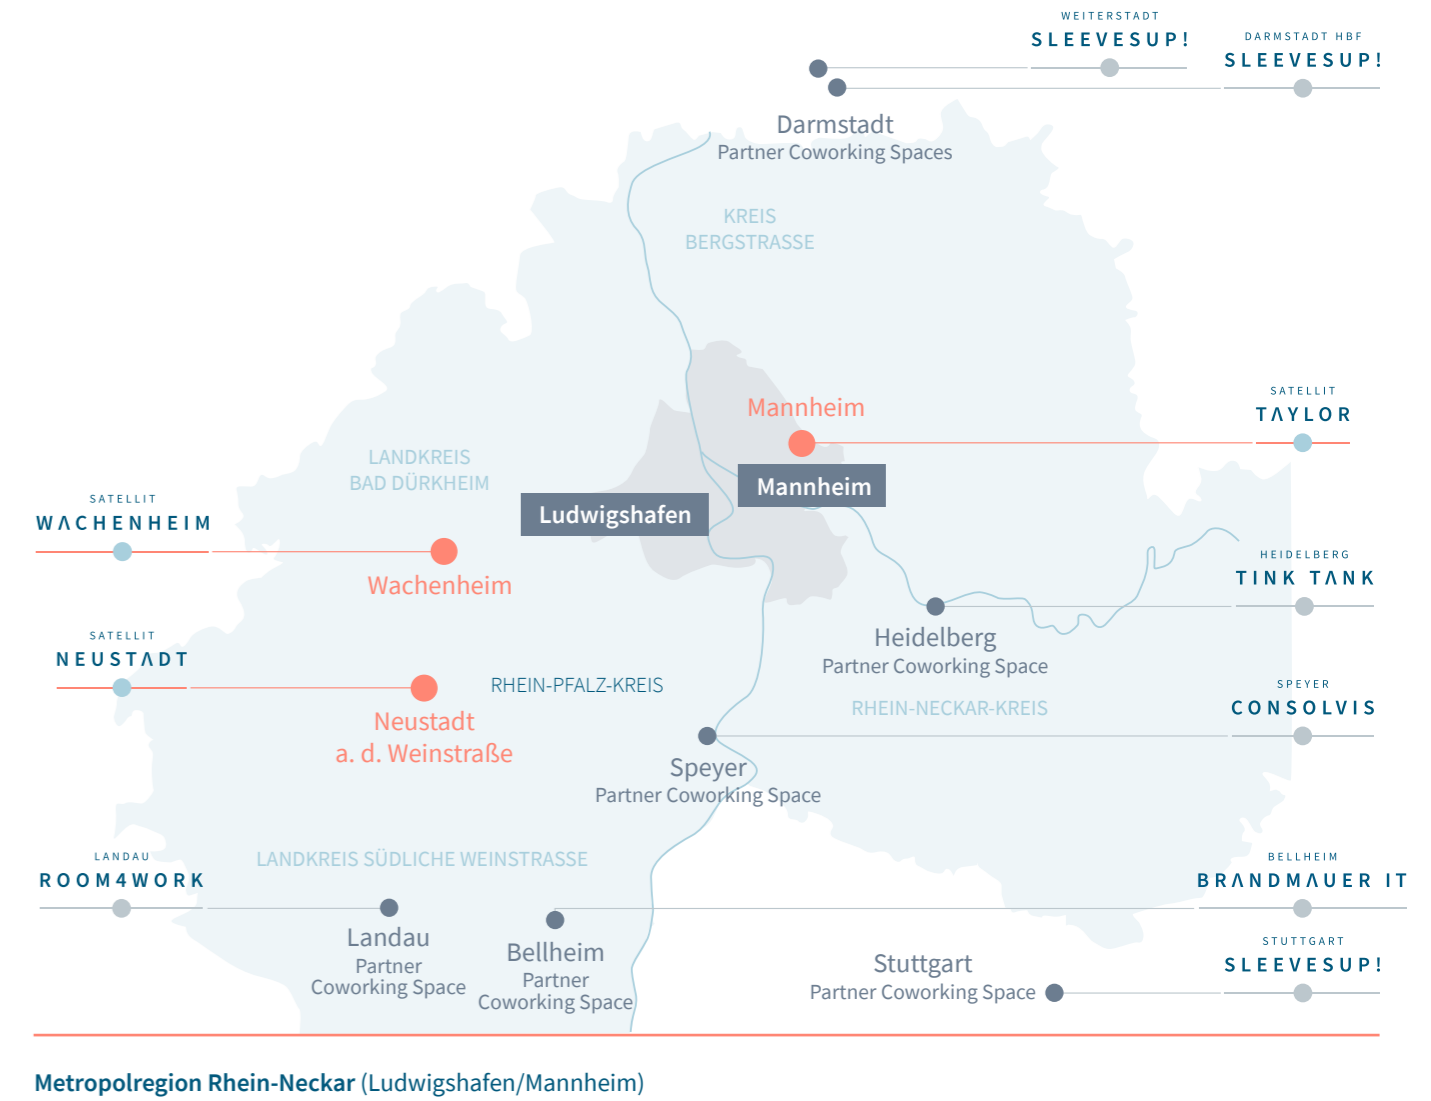 WEITERSTADT
SLEEVESUP!
DARMSTADT HBF
SLEEVESUP!
Darmstadt
Partner Coworking Spaces
KREIS
BERGSTRASSE
Mannheim
SATELLIT
TAYLOR
LANDKREIS
BAD DÜRKHEIM
Mannheim
Ludwigshafen
SATELLIT
WACHENHEIM
Wachenheim
HEIDELBERG
TINK TANK
Heidelberg
Partner Coworking Space
SATELLIT
NEUSTADT
Neustadt
a. d. Weinstraße
RHEIN-PFALZ-KREIS
RHEIN-NECKAR-KREIS
SPEYER
CONSOLVIS
Speyer
Partner Coworking Space
LANDKREIS SÜDLICHE WEINSTRASSE
LANDAU
ROOM4WORK
Landau
Partner
Coworking Space
BELLHEIM
BRANDMAUER IT
Bellheim
Partner
Coworking Space
Stuttgart
Partner Coworking Space
STUTTGART
SLEEVESUP!
Metropolregion Rhein-Neckar (Ludwigshafen/Mannheim)